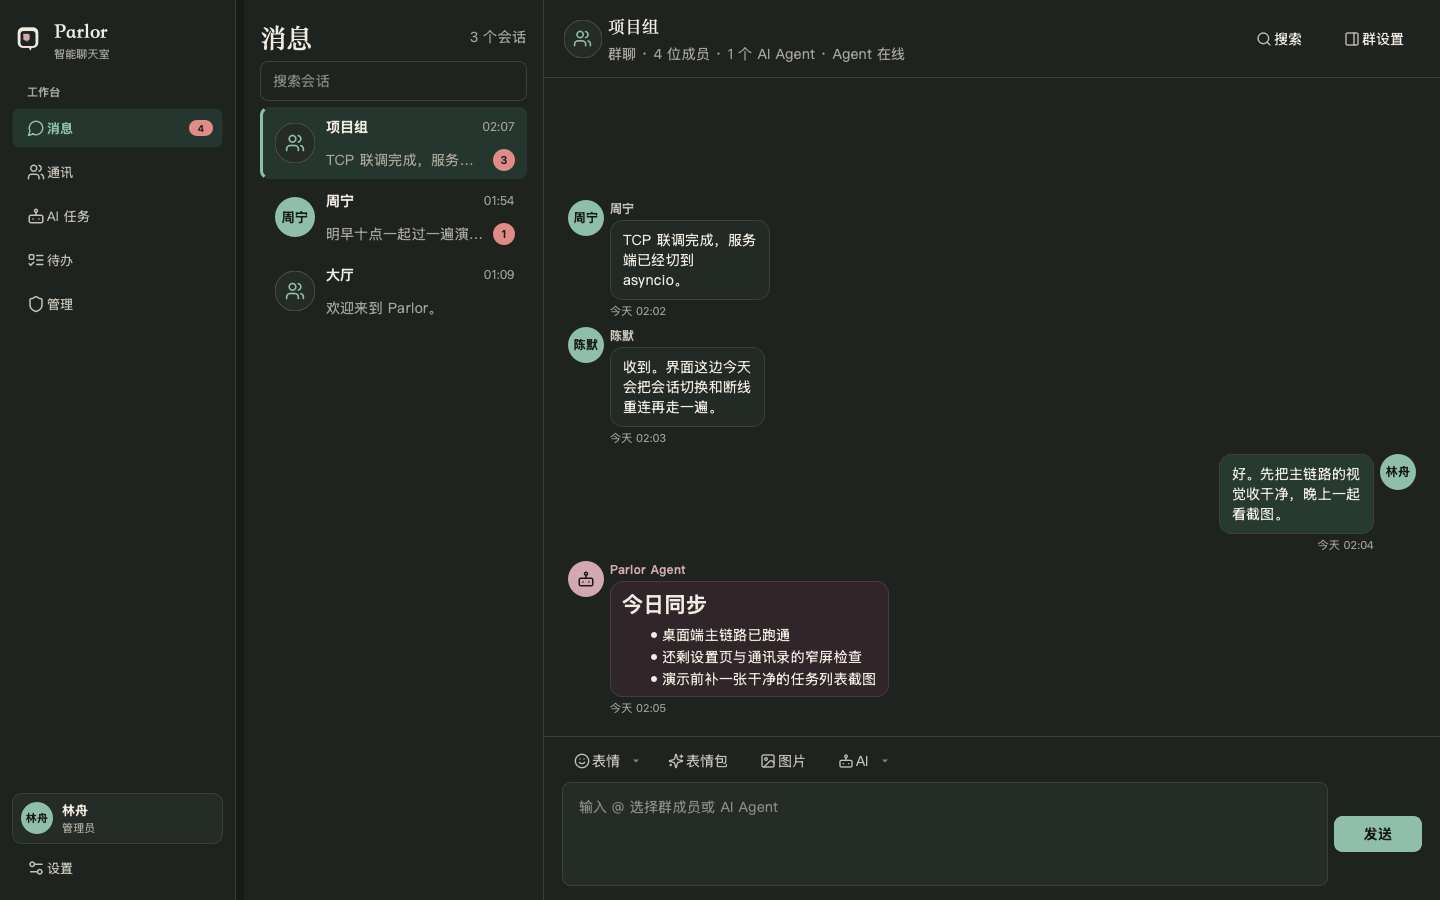 Parlor
智能聊天室
工作台
消息
4
通讯
AI 任务
待办
管理
林舟
林舟
管理员
设置
消息
3 个会话
搜索会话
项目组
02:07
TCP 联调完成，服务...
3
周宁
周宁
01:54
明早十点一起过一遍演...
1
大厅
01:09
欢迎来到 Parlor。
项目组
群聊 · 4 位成员 · 1 个 AI Agent · Agent 在线
搜索
群设置
周宁
周宁
TCP 联调完成，服务
端已经切到
asyncio。
今天 02:02
陈默
陈默
收到。界面这边今天
会把会话切换和断线
重连再走一遍。
今天 02:03
好。先把主链路的视
觉收干净，晚上一起
看截图。
林舟
今天 02:04
Parlor Agent
今日同步
• 桌面端主链路已跑通
• 还剩设置页与通讯录的窄屏检查
• 演示前补一张干净的任务列表截图
今天 02:05
表情
表情包
图片
AI
输入 @ 选择群成员或 AI Agent
发送